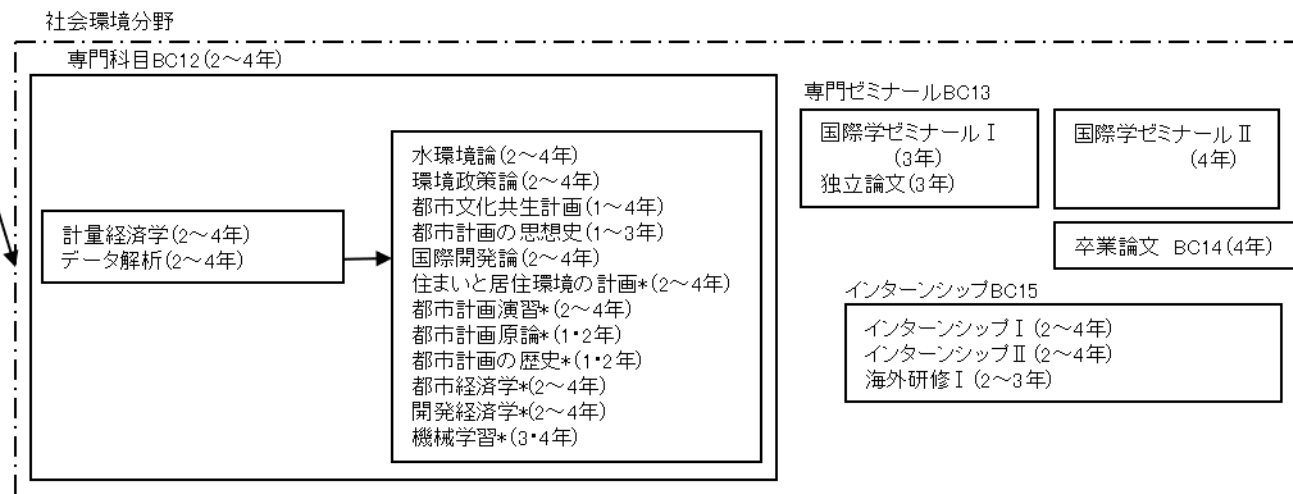 社会環境分野
専門科目BC12(2～4年)
計量経済学(2～4年)
データ解析(2～4年)
水環境論(2～4年)
環境政策論(2～4年)
都市文化共生計画(1～4年)
都市計画の思想史(1～3年)
国際開発論(2～4年)
住まいと居住環境の計画*(2～4年)
都市計画演習*(2～4年)
都市計画原論*(1・2年)
都市計画の歴史*(1・2年)
都市経済学*(2～4年)
開発経済学*(2～4年)
機械学習*(3・4年)
専門ゼミナールBC13
国際学ゼミナールⅠ
(3年)
独立論文(3年)
国際学ゼミナールⅡ
(4年)
卒業論文 BC14(4年)
インターンシップBC15
インターンシップⅠ(2～4年)
インターンシップⅡ(2～4年)
海外研修Ⅰ(2～3年)